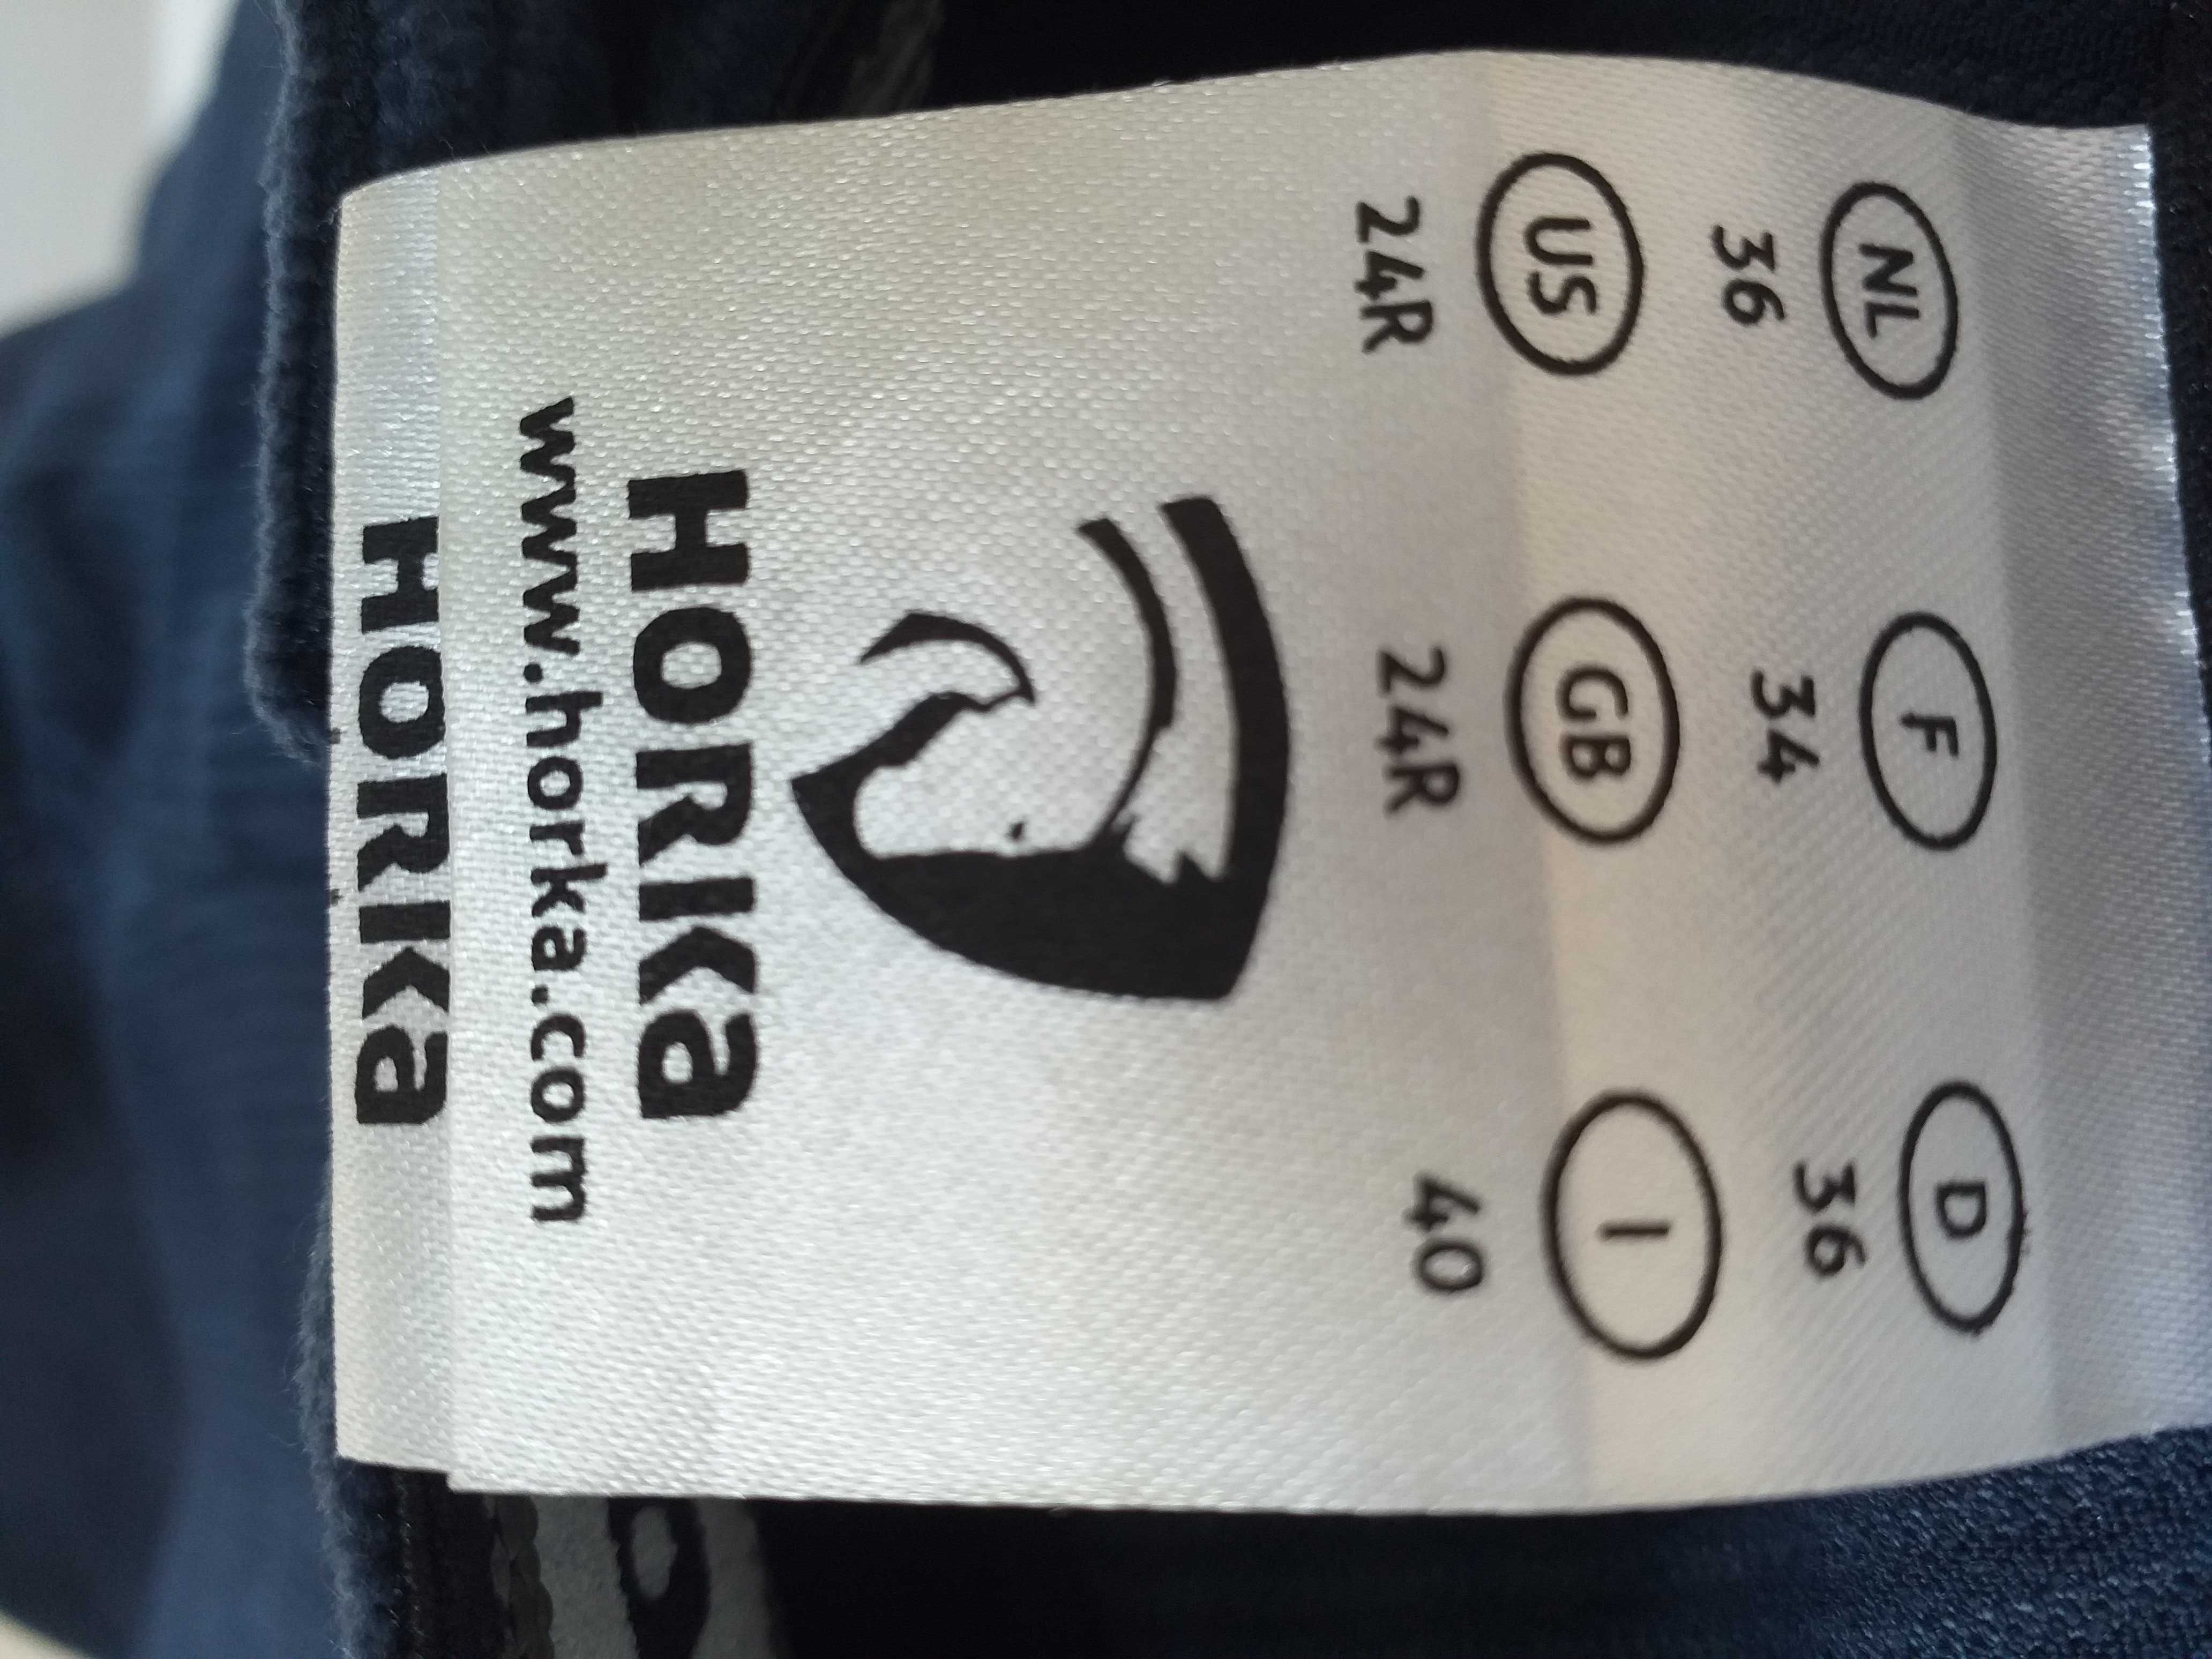 NL F D
36 34 36
US GB I
24R 24R 40
HORKa
www.horka.com
HORKa